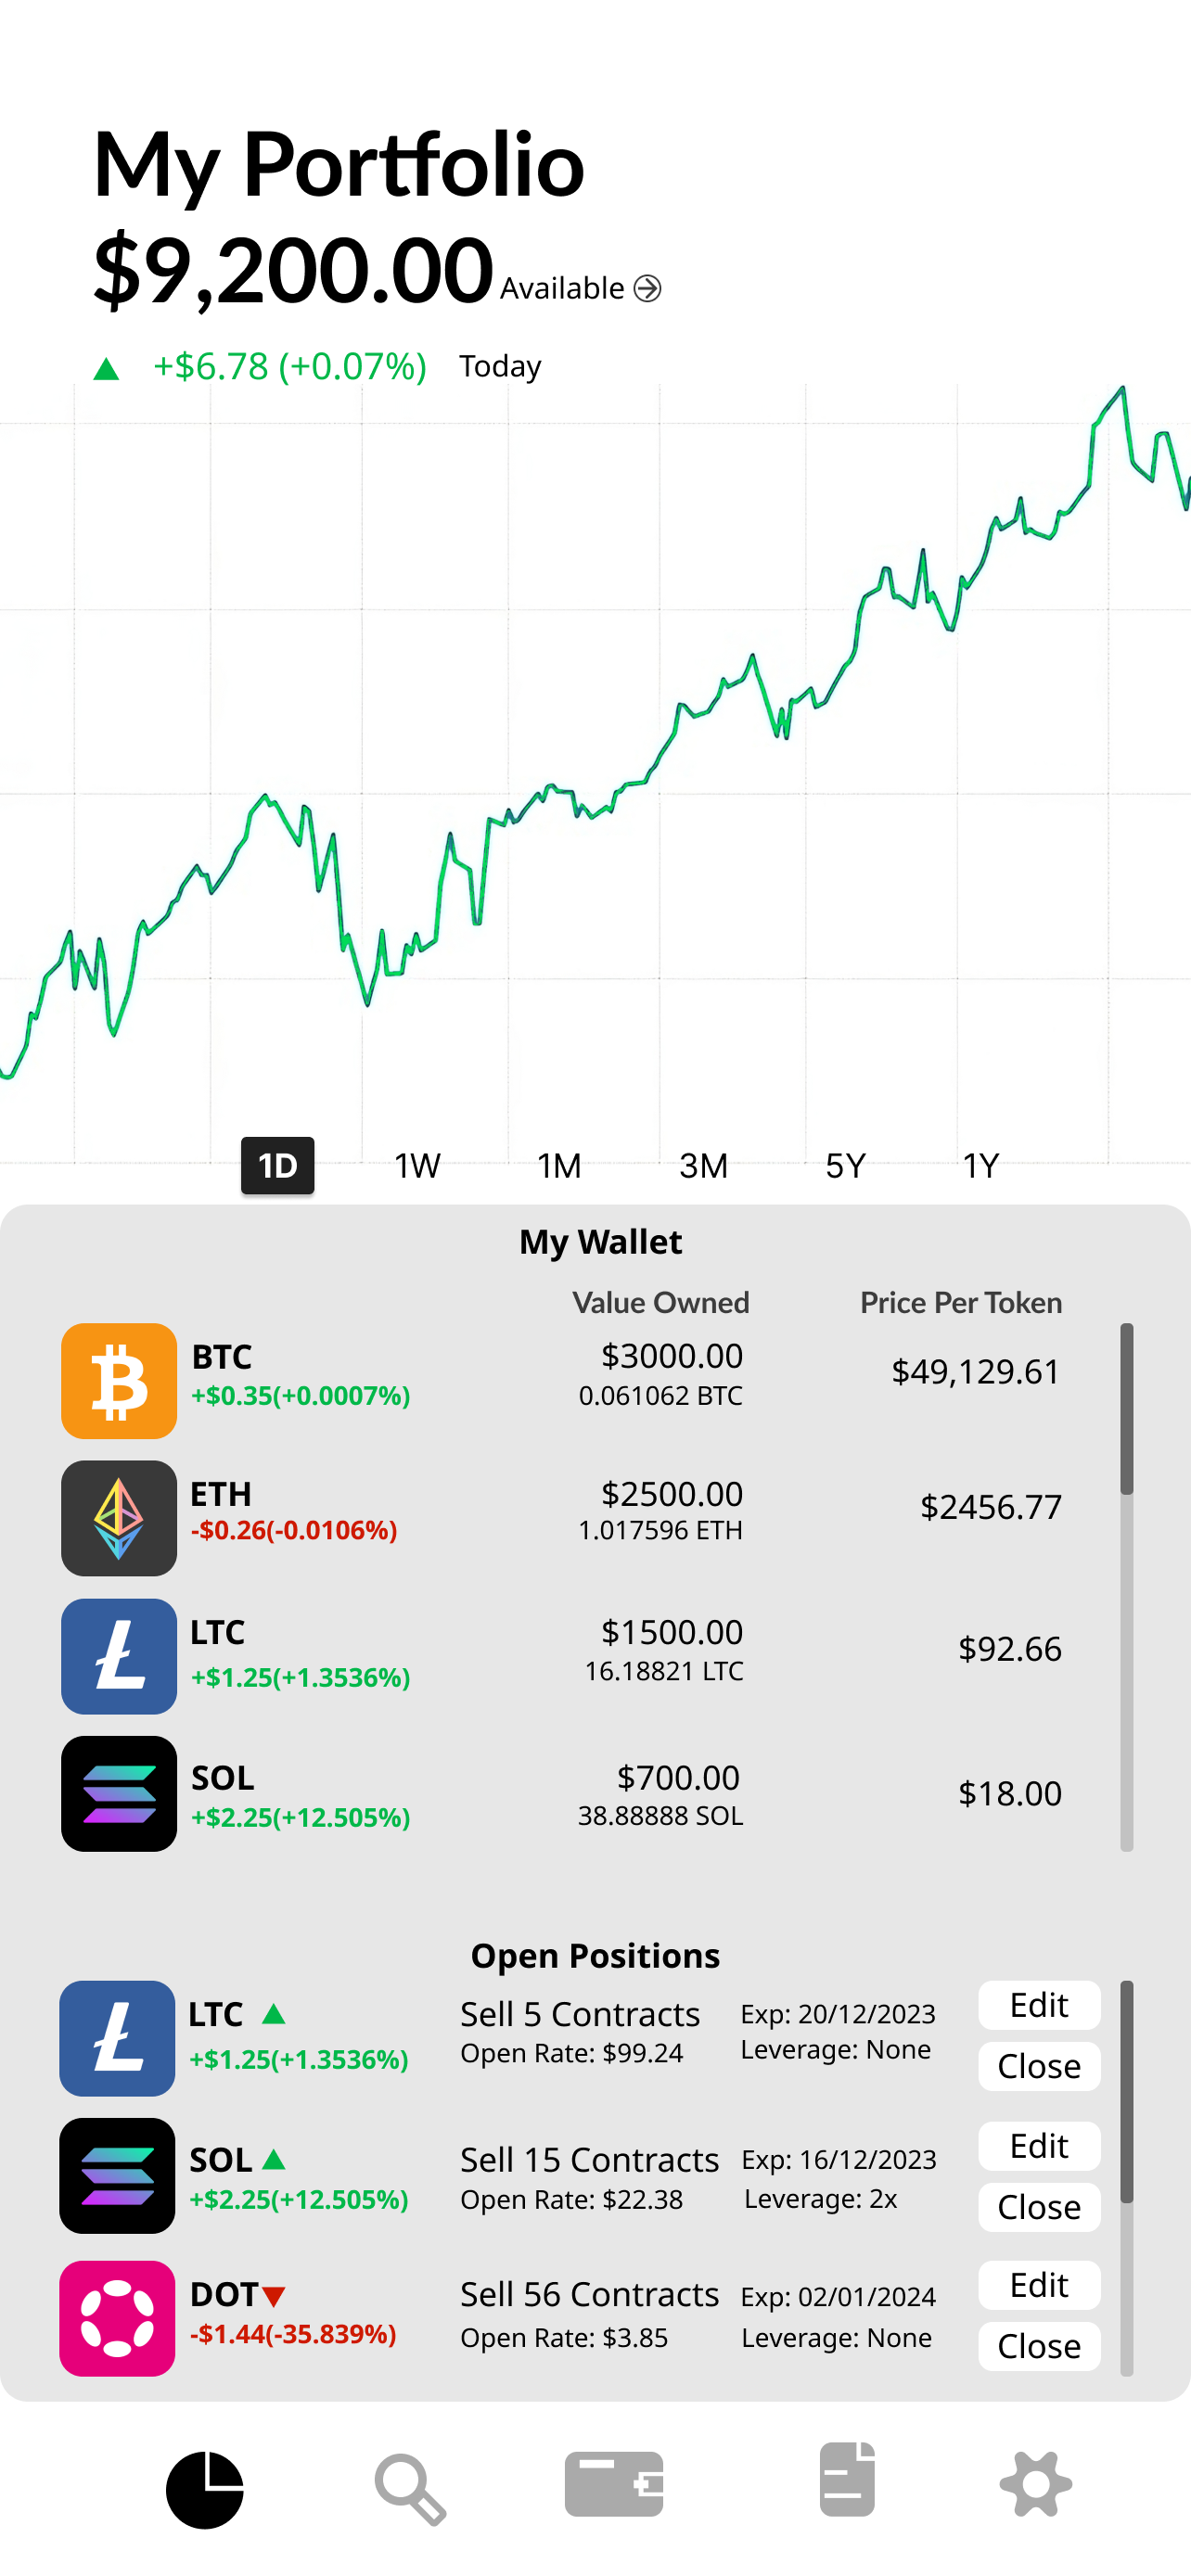 My Portfolio
$9,200.00 Available
+$6.78 (+0.07%) Today
1D 1W 1M 3M 5Y 1Y
My Wallet
Value Owned Price Per Token
BTC $3000.00 $49,129.61
+$0.35(+0.0007%) 0.061062 BTC
ETH $2500.00 $2456.77
-$0.26(-0.0106%) 1.017596 ETH
LTC $1500.00 $92.66
+$1.25(+1.3536%) 16.18821 LTC
SOL $700.00 $18.00
+$2.25(+12.505%) 38.88888 SOL
Open Positions
LTC Sell 5 Contracts Exp: 20/12/2023 Edit
+$1.25(+1.3536%) Open Rate: $99.24 Leverage: None Close
SOL Sell 15 Contracts Exp: 16/12/2023 Edit
+$2.25(+12.505%) Open Rate: $22.38 Leverage: 2x Close
DOT Sell 56 Contracts Exp: 02/01/2024 Edit
-$1.44(-35.839%) Open Rate: $3.85 Leverage: None Close